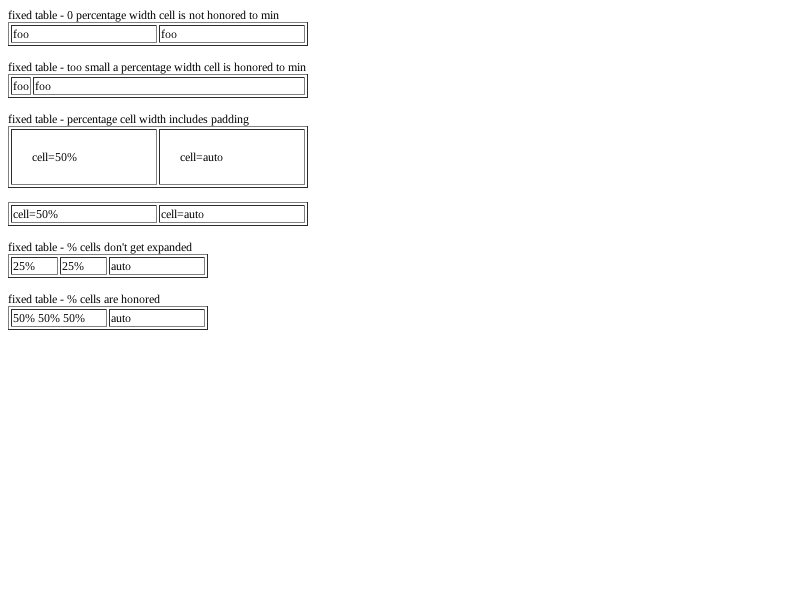 fixed table - 0 percentage width cell is not honored to min
foo foo
fixed table - too small a percentage width cell is honored to min
foo foo
fixed table - percentage cell width includes padding
cell=50% cell=auto
cell=50% cell=auto
fixed table - % cells don't get expanded
25% 25% auto
fixed table - % cells are honored
50% 50% 50% auto